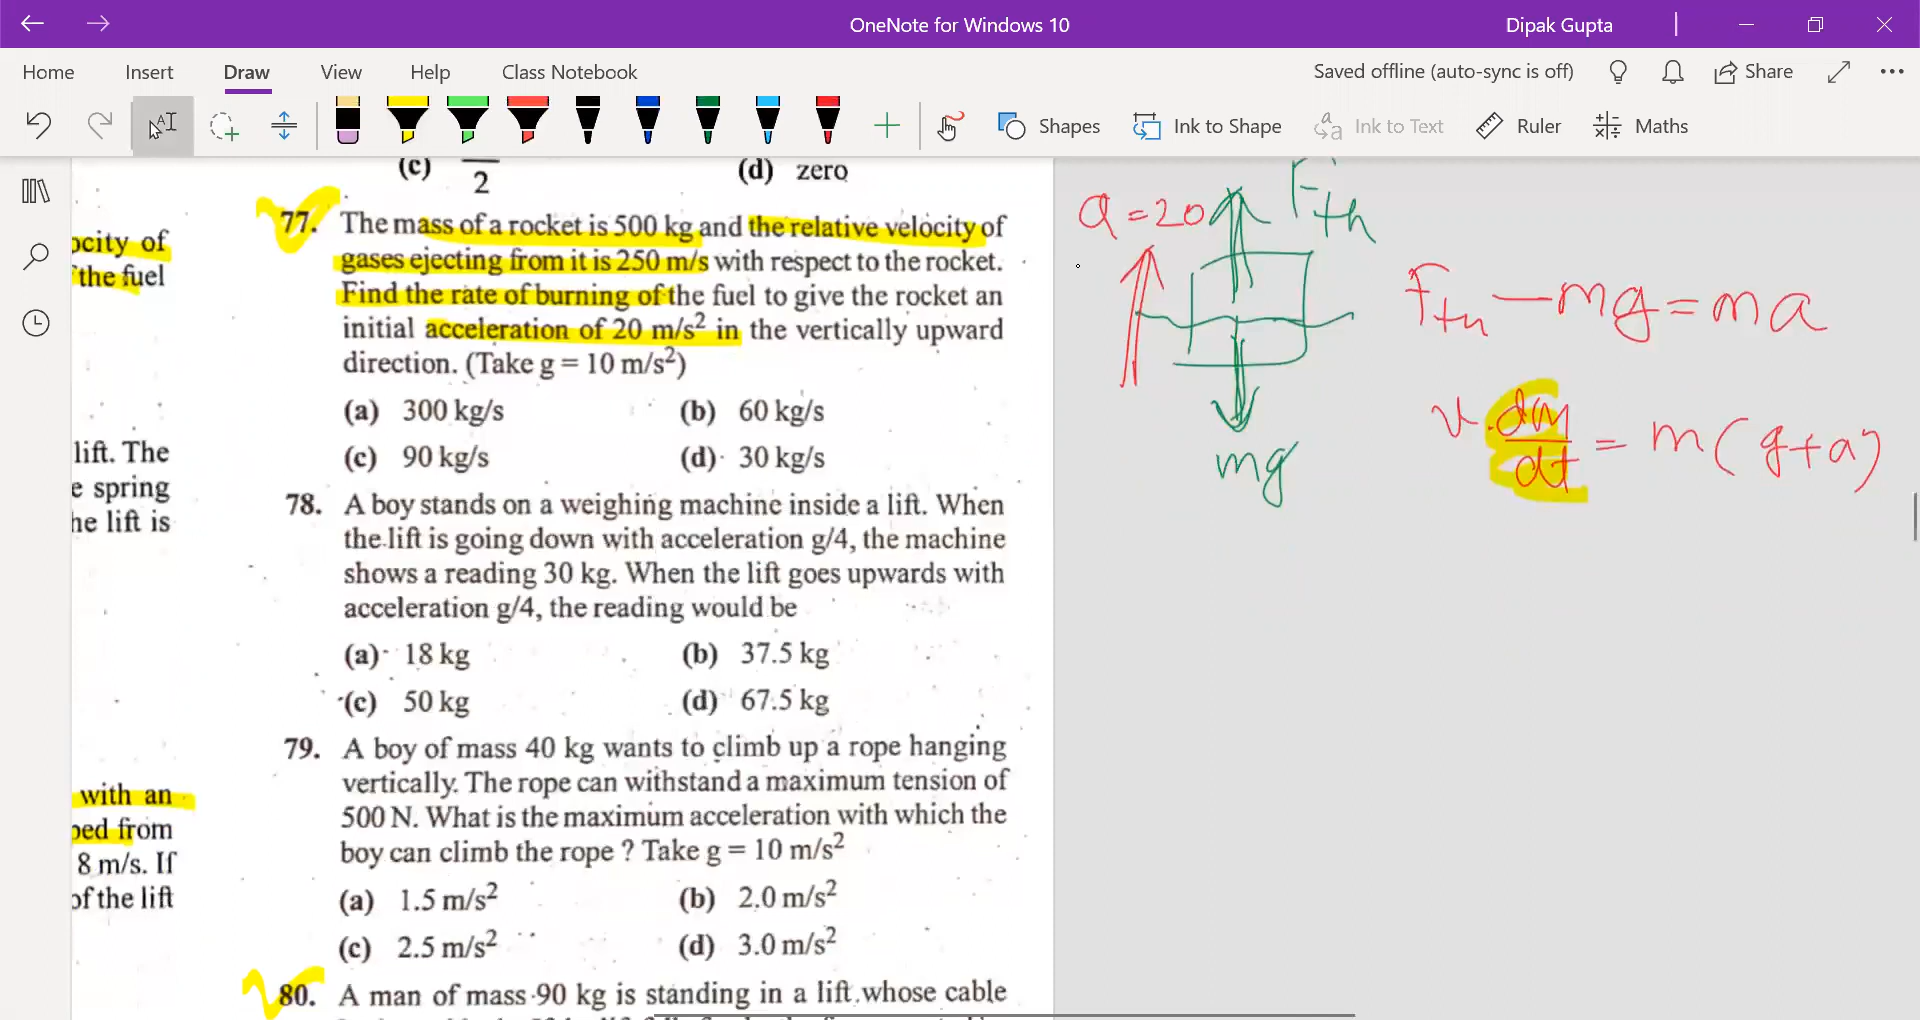 OneNote for Windows 10
Dipak Gupta
Home Insert Draw View Help Class Notebook
Saved offline (auto-sync is off) Share
Shapes Ink to Shape Ink to Text Ruler Maths
ocity of
the fuel
lift. The
e spring
he lift is
with an
ped from
8 m/s. If
of the lift
(c) 2 (d) zero
77. The mass of a rocket is 500 kg and the relative velocity of
gases ejecting from it is 250 m/s with respect to the rocket.
Find the rate of burning of the fuel to give the rocket an
initial acceleration of 20 m/s² in the vertically upward
direction. (Take g = 10 m/s²)
(a) 300 kg/s (b) 60 kg/s
(c) 90 kg/s (d) 30 kg/s
78. A boy stands on a weighing machine inside a lift. When
the lift is going down with acceleration g/4, the machine
shows a reading 30 kg. When the lift goes upwards with
acceleration g/4, the reading would be
(a) 18 kg (b) 37.5 kg
(c) 50 kg (d) 67.5 kg
79. A boy of mass 40 kg wants to climb up a rope hanging
vertically. The rope can withstand a maximum tension of
500 N. What is the maximum acceleration with which the
boy can climb the rope ? Take g = 10 m/s²
(a) 1.5 m/s² (b) 2.0 m/s²
(c) 2.5 m/s² (d) 3.0 m/s²
80. A man of mass 90 kg is standing in a lift whose cable
a = 20
Fth
mg
Fth - mg = ma
v. dm/dt = m(g+a)